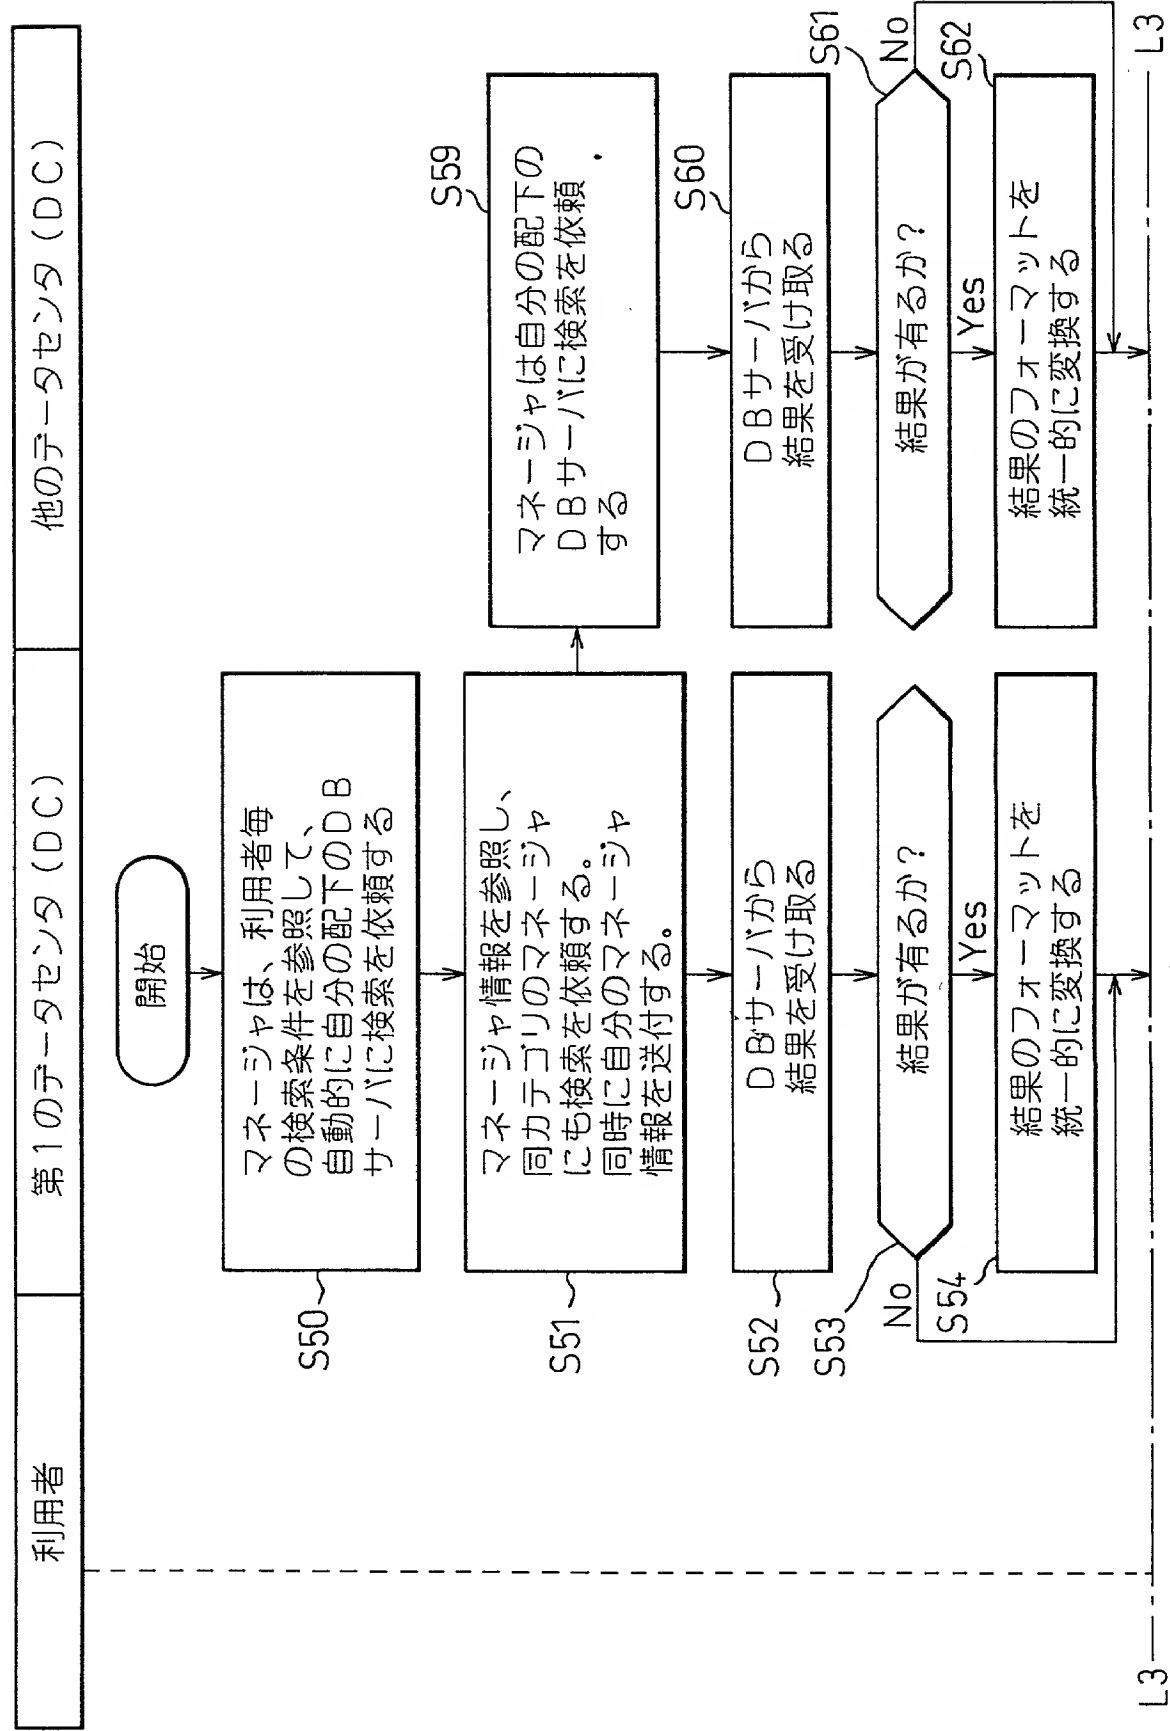 利用者
第1のデータセンタ(DC)
他のデータセンタ(DC)
開始
マネージャは、利用者毎
の検索条件を参照して、
自動的に自分の配下のDB
サーバに検索を依頼する
S50
マネージャ情報を参照し、
同カテゴリのマネージャ
にも検索を依頼する。
同時に自分のマネージャ
情報を送付する。
S51
DBサーバから
結果を受け取る
S52
結果が有るか?
S53
No
Yes
結果のフォーマットを
統一的に変換する
S54
マネージャは自分の配下の
DBサーバに検索を依頼
する
S59
DBサーバから
結果を受け取る
S60
結果が有るか?
S61
No
Yes
結果のフォーマットを
統一的に変換する
S62
L3
L3